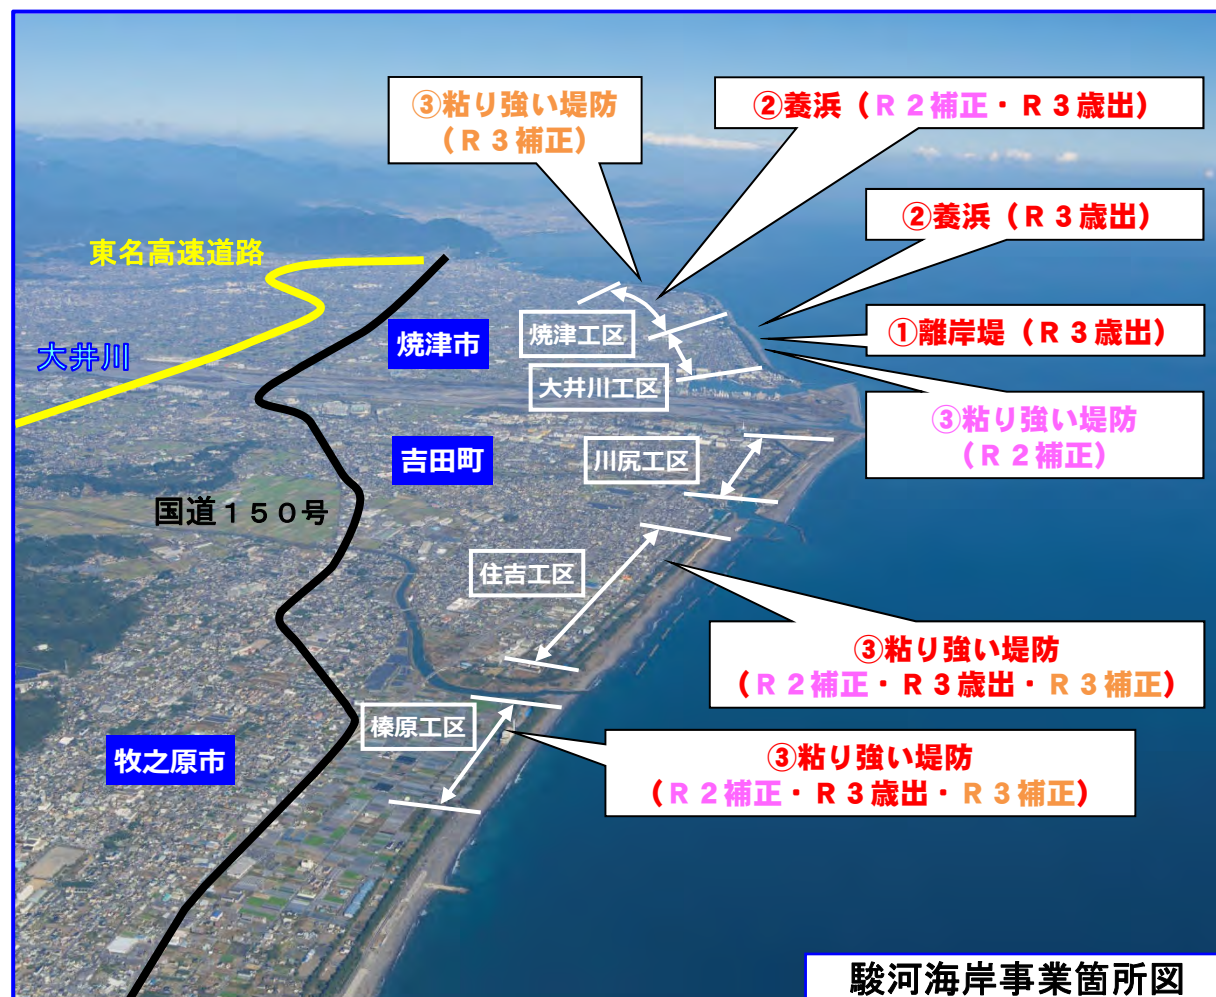 ③粘り強い堤防
（Ｒ３補正）
②養浜（Ｒ２補正・Ｒ３歳出）
②養浜（Ｒ３歳出）
東名高速道路
①離岸堤（Ｒ３歳出）
焼津工区
焼津市
大井川
大井川工区
③粘り強い堤防
（Ｒ２補正）
吉田町
川尻工区
国道１５０号
住吉工区
③粘り強い堤防
（Ｒ２補正・Ｒ３歳出・Ｒ３補正）
榛原工区
牧之原市
③粘り強い堤防
（Ｒ２補正・Ｒ３歳出・Ｒ３補正）
駿河海岸事業箇所図